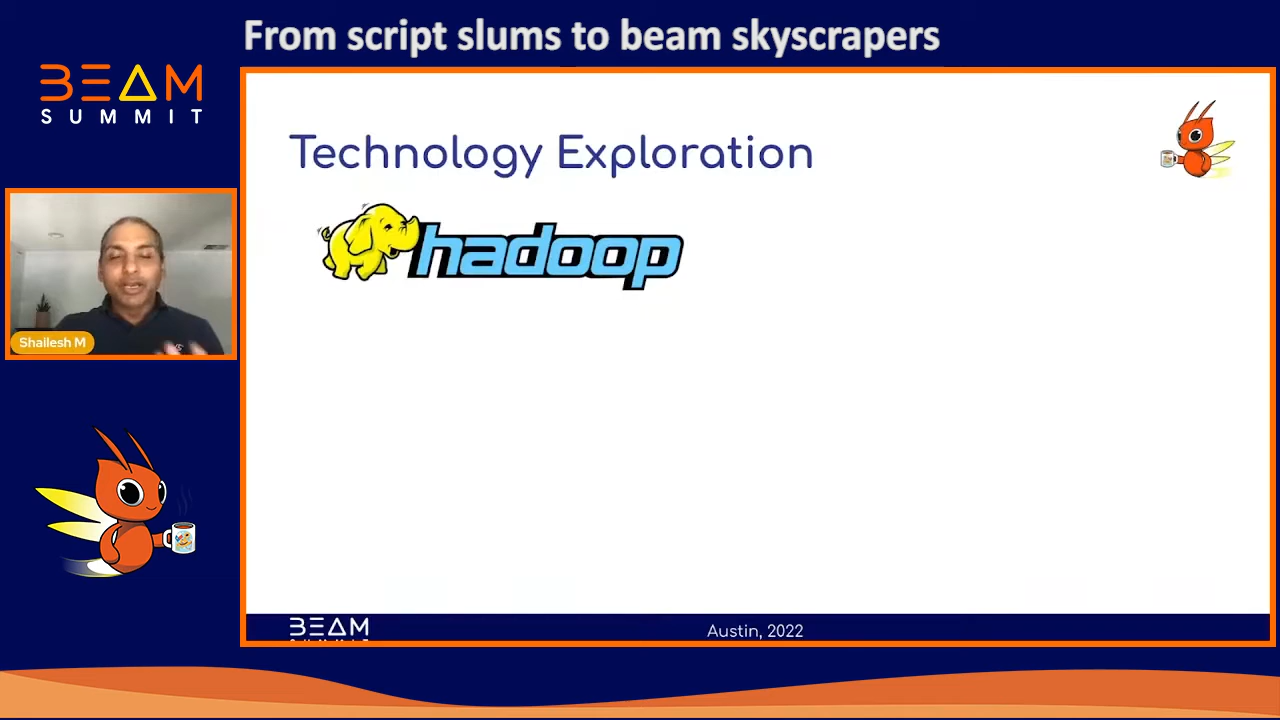 From script slums to beam skyscrapers
BEAM
SUMMIT
Technology Exploration
hadoop
Shailesh M
BEAM
Austin, 2022